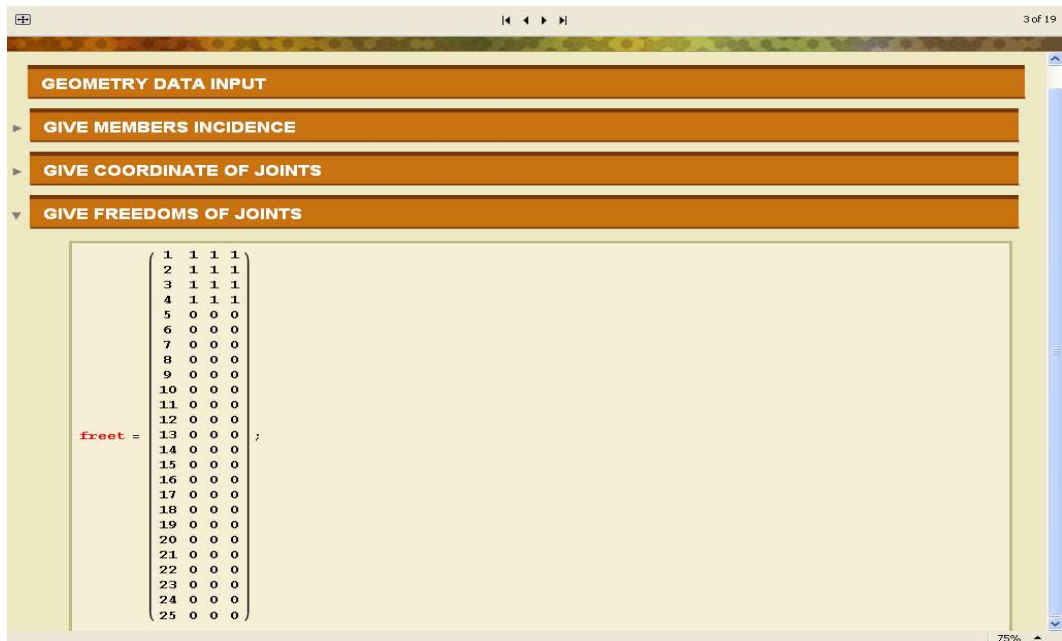 3 of 19
GEOMETRY DATA INPUT
GIVE MEMBERS INCIDENCE
GIVE COORDINATE OF JOINTS
GIVE FREEDOMS OF JOINTS
1 1 1 1
2 1 1 1
3 1 1 1
4 1 1 1
5 0 0 0
6 0 0 0
7 0 0 0
8 0 0 0
9 0 0 0
10 0 0 0
11 0 0 0
12 0 0 0
freet = 13 0 0 0 ;
14 0 0 0
15 0 0 0
16 0 0 0
17 0 0 0
18 0 0 0
19 0 0 0
20 0 0 0
21 0 0 0
22 0 0 0
23 0 0 0
24 0 0 0
25 0 0 0
75%